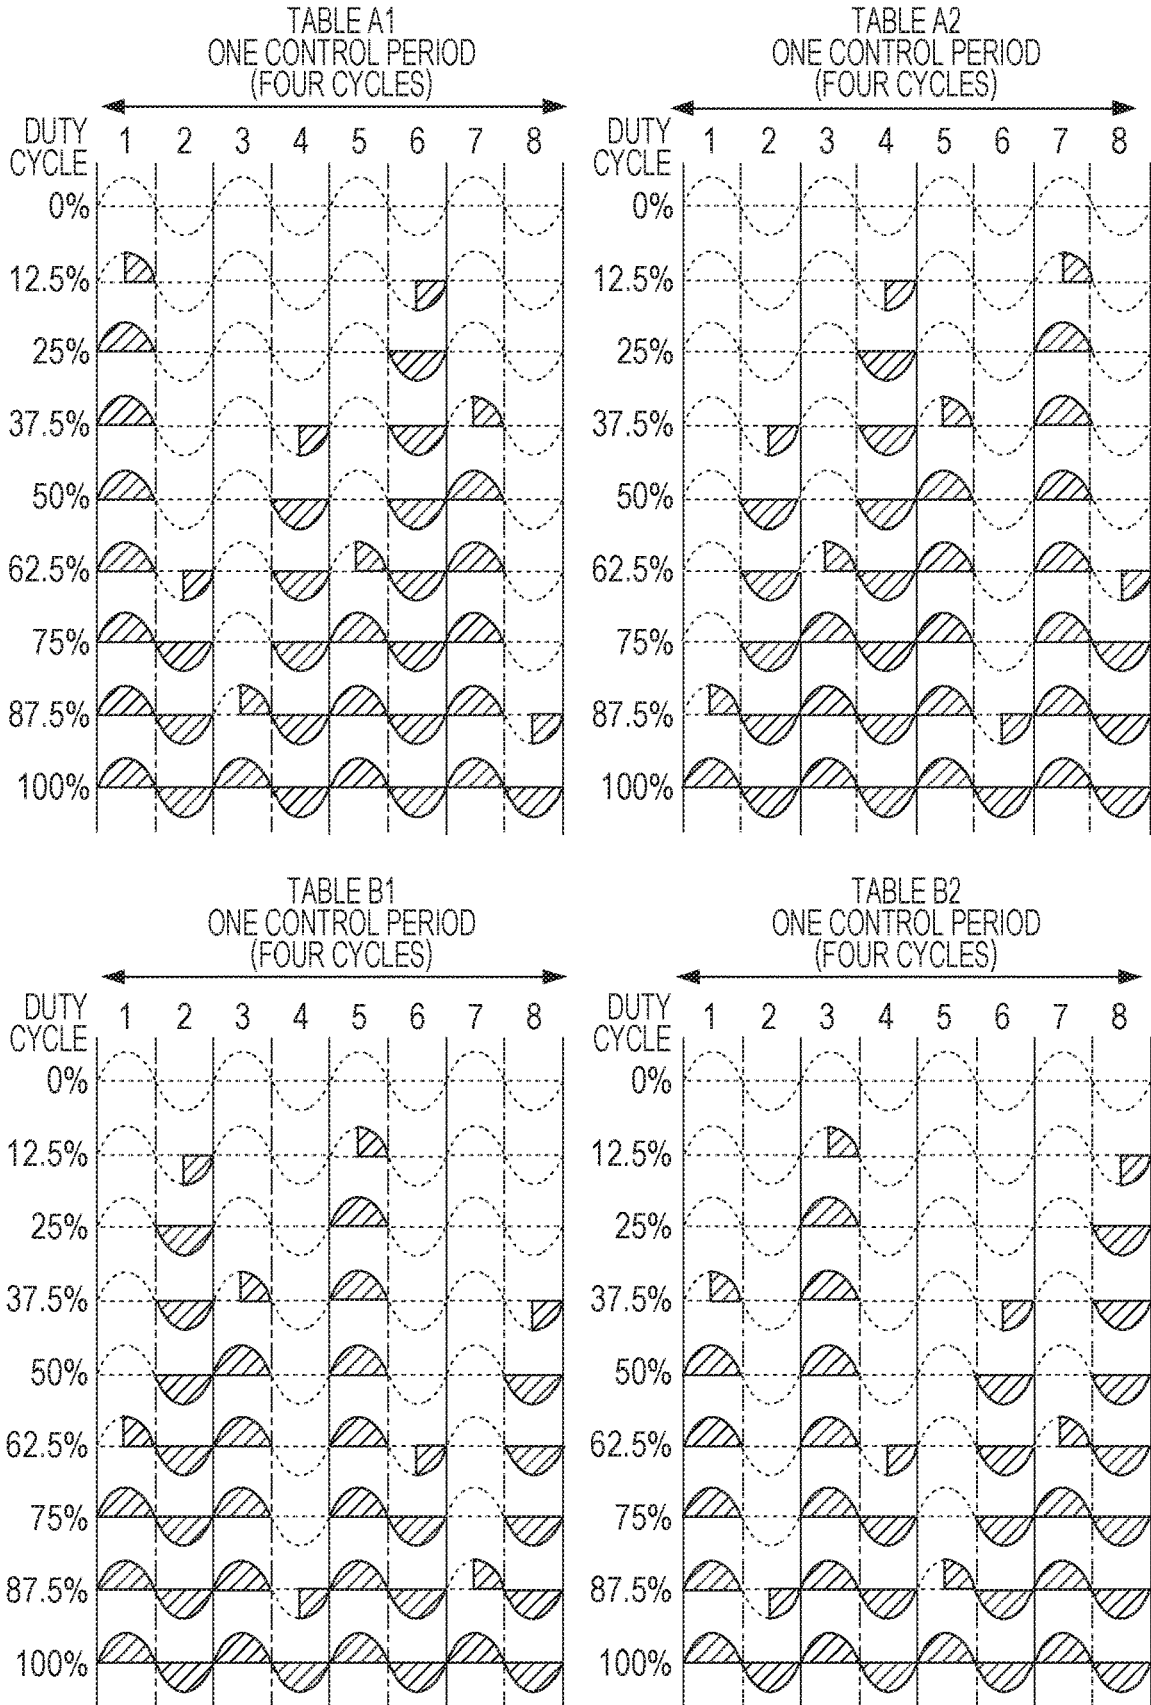 TABLE A1
ONE CONTROL PERIOD
(FOUR CYCLES)
DUTY
CYCLE
1 2 3 4 5 6 7 8
0%
12.5%
25%
37.5%
50%
62.5%
75%
87.5%
100%
TABLE A2
ONE CONTROL PERIOD
(FOUR CYCLES)
DUTY
CYCLE
1 2 3 4 5 6 7 8
0%
12.5%
25%
37.5%
50%
62.5%
75%
87.5%
100%
TABLE B1
ONE CONTROL PERIOD
(FOUR CYCLES)
DUTY
CYCLE
1 2 3 4 5 6 7 8
0%
12.5%
25%
37.5%
50%
62.5%
75%
87.5%
100%
TABLE B2
ONE CONTROL PERIOD
(FOUR CYCLES)
DUTY
CYCLE
1 2 3 4 5 6 7 8
0%
12.5%
25%
37.5%
50%
62.5%
75%
87.5%
100%